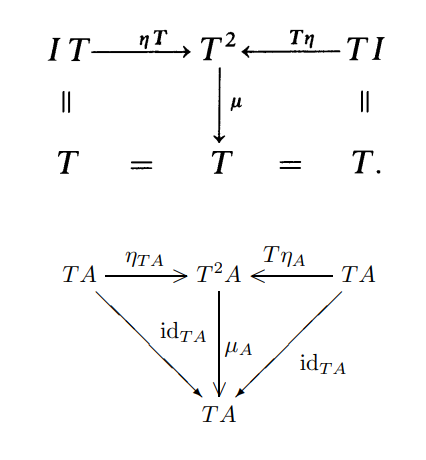 ηT Tη
IT T² TI
|| μ ||
T = T = T.
η_{TA} Tη_A
TA T²A TA
id_{TA} μ_A id_{TA}
TA